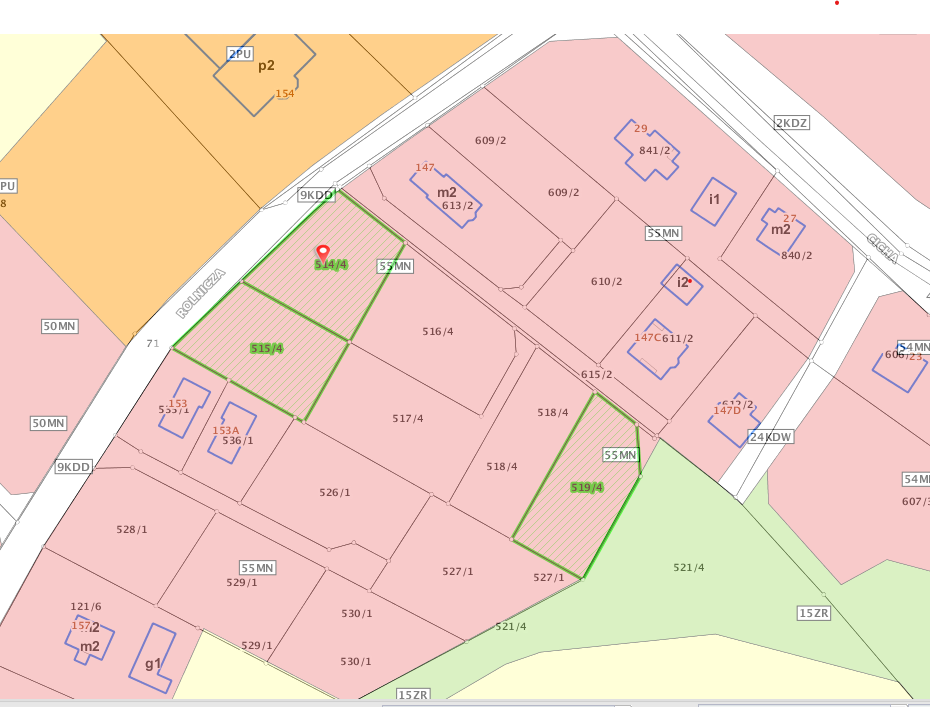 2PU
p2
154
2KDZ
29
609/2
841/2
147
PU
8
m2
613/2
609/2
i1
9KDD
27
m2
840/2
55MN
CICHA
514/4
55MN
610/2
i2
ROLNICZA
50MN
516/4
147C
611/2
71
515/4
54MN
23
615/2
153
517/4
518/4
147D
50MN
153A
536/1
24KDW
55MN
9KDD
518/4
54M
519/4
526/1
607/
528/1
55MN
529/1
527/1
527/1
521/4
121/6
530/1
15ZR
157
m2
521/4
529/1
g1
530/1
15ZR